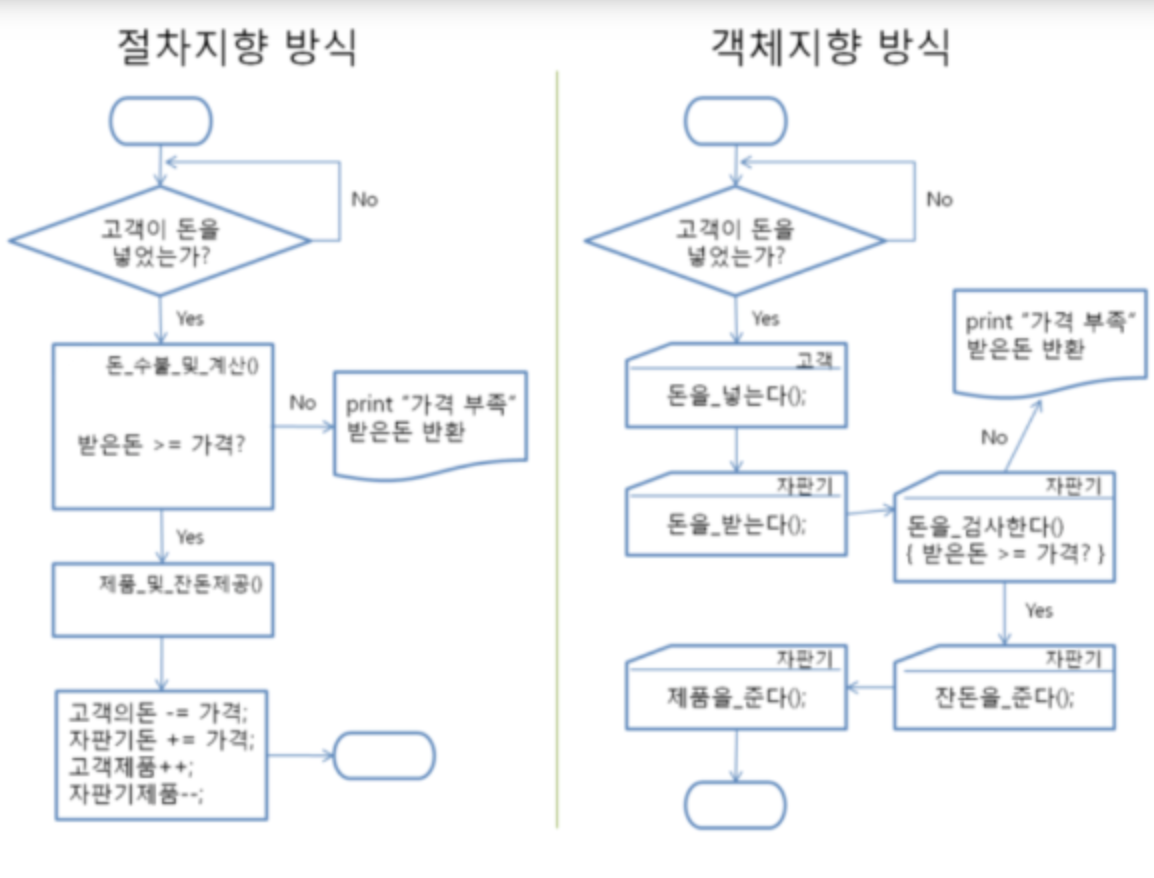 절차지향 방식
고객이 돈을
넣었는가?
No
Yes
돈_수불_및_계산()
받은돈 >= 가격?
No
print “가격 부족“
받은돈 반환
Yes
제품_및_잔돈제공()
고객의돈 -= 가격;
자판기돈 += 가격;
고객제품++;
자판기제품--;
객체지향 방식
고객이 돈을
넣었는가?
No
Yes
고객
돈을_넣는다();
자판기
돈을_받는다();
자판기
돈을_검사한다()
{ 받은돈 >= 가격? }
No
print “가격 부족“
받은돈 반환
Yes
자판기
잔돈을_준다();
자판기
제품을_준다();